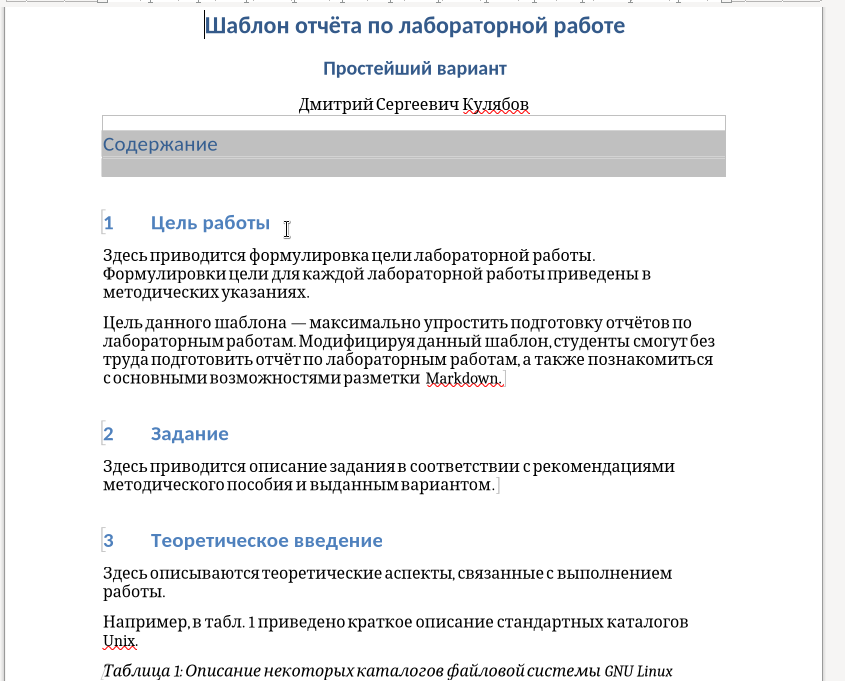 Шаблон отчёта по лабораторной работе
Простейший вариант
Дмитрий Сергеевич Кулябов
Содержание
1 Цель работы
Здесь приводится формулировка цели лабораторной работы.
Формулировки цели для каждой лабораторной работы приведены в
методических указаниях.
Цель данного шаблона — максимально упростить подготовку отчётов по
лабораторным работам. Модифицируя данный шаблон, студенты смогут без
труда подготовить отчёт по лабораторным работам, а также познакомиться
с основными возможностями разметки Markdown.
2 Задание
Здесь приводится описание задания в соответствии с рекомендациями
методического пособия и выданным вариантом.
3 Теоретическое введение
Здесь описываются теоретические аспекты, связанные с выполнением
работы.
Например, в табл. 1 приведено краткое описание стандартных каталогов
Unix.
Таблица 1: Описание некоторых каталогов файловой системы GNU Linux